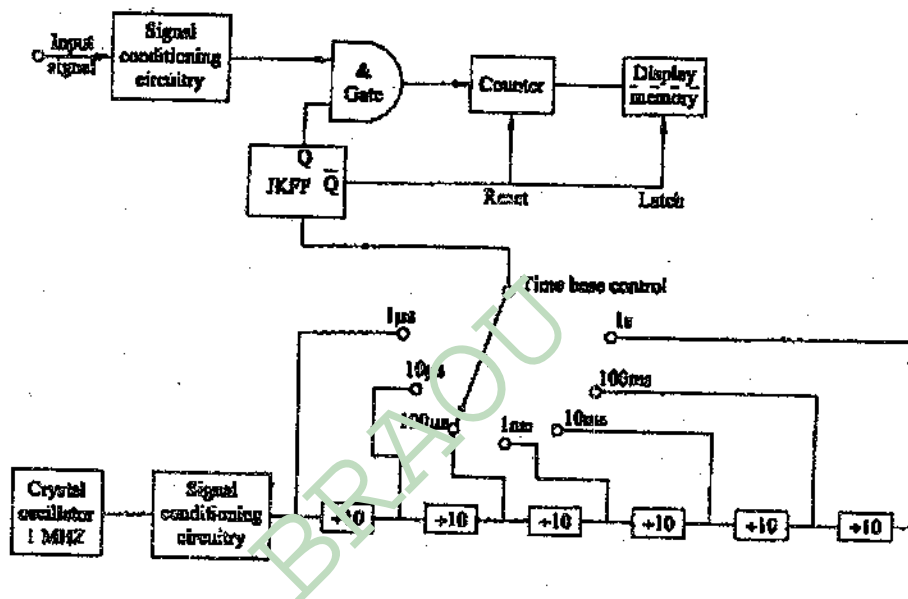 Input
signal
Signal
conditioning
circuitry
&
Gate
Counter
Display
memory
Q
JKFF Q̅
Reset
Latch
Time base control
1μs
1s
10μs
100ms
100μs
1ms
10ms
Crystal
oscillator
1 MHZ
Signal
conditioning
circuitry
÷10
÷10
÷10
÷10
÷10
÷10
BRAOU